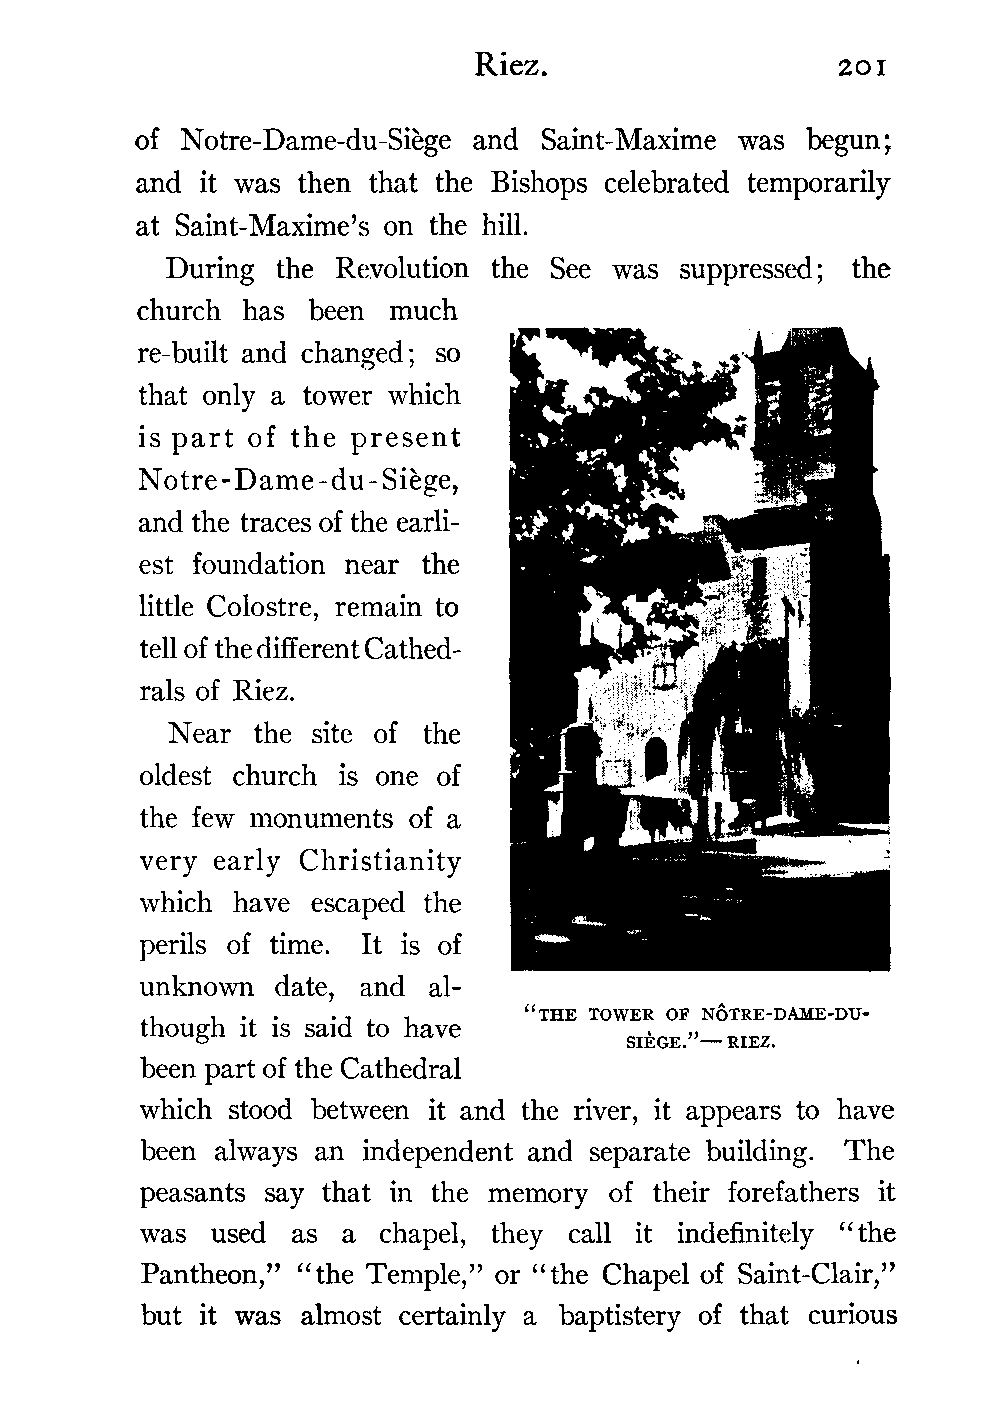 Riez. 201
of Notre-Dame-du-Siège and Saint-Maxime was begun;
and it was then that the Bishops celebrated temporarily
at Saint-Maxime's on the hill.
During the Revolution the See was suppressed; the
church has been much
re-built and changed; so
that only a tower which
is part of the present
Notre-Dame-du-Siège,
and the traces of the earli-
est foundation near the
little Colostre, remain to
tell of the different Cathed-
rals of Riez.
Near the site of the
oldest church is one of
the few monuments of a
very early Christianity
which have escaped the
perils of time. It is of
unknown date, and al-
though it is said to have
been part of the Cathedral
"THE TOWER OF NÔTRE-DAME-DU-
SIÈGE."—RIEZ.
which stood between it and the river, it appears to have
been always an independent and separate building. The
peasants say that in the memory of their forefathers it
was used as a chapel, they call it indefinitely "the
Pantheon," "the Temple," or "the Chapel of Saint-Clair,"
but it was almost certainly a baptistery of that curious